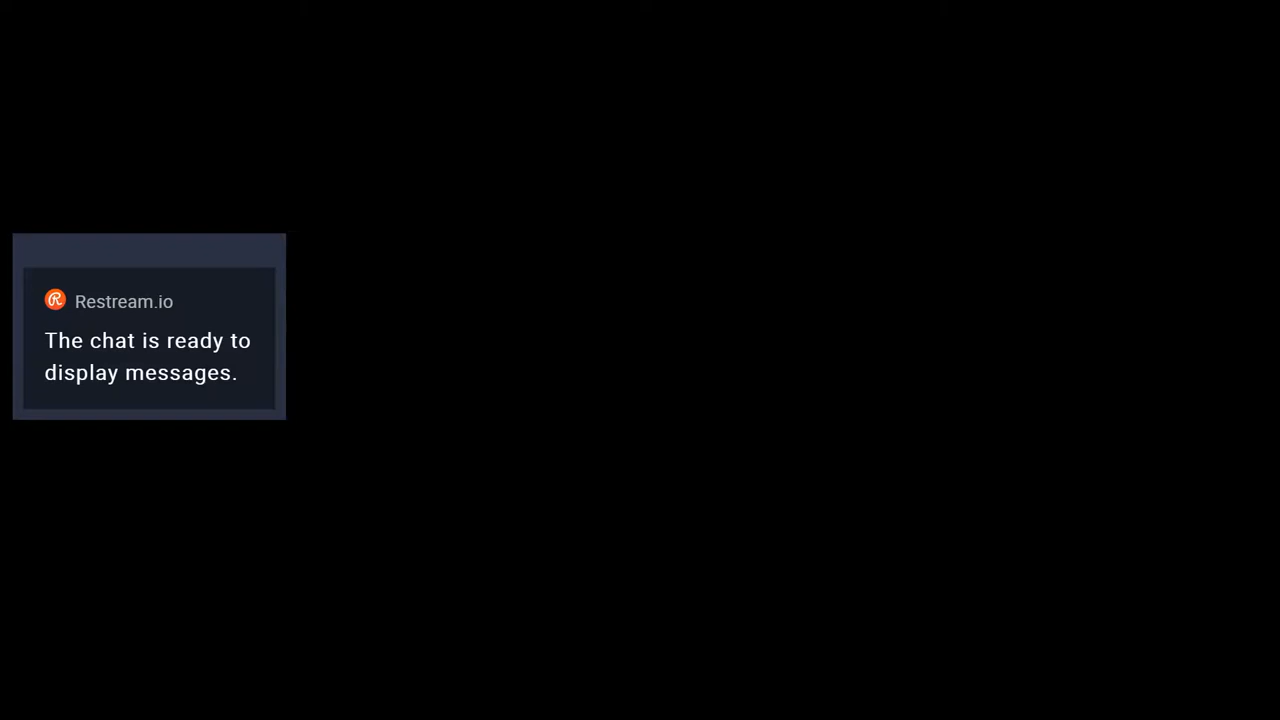 Restream.io
The chat is ready to
display messages.